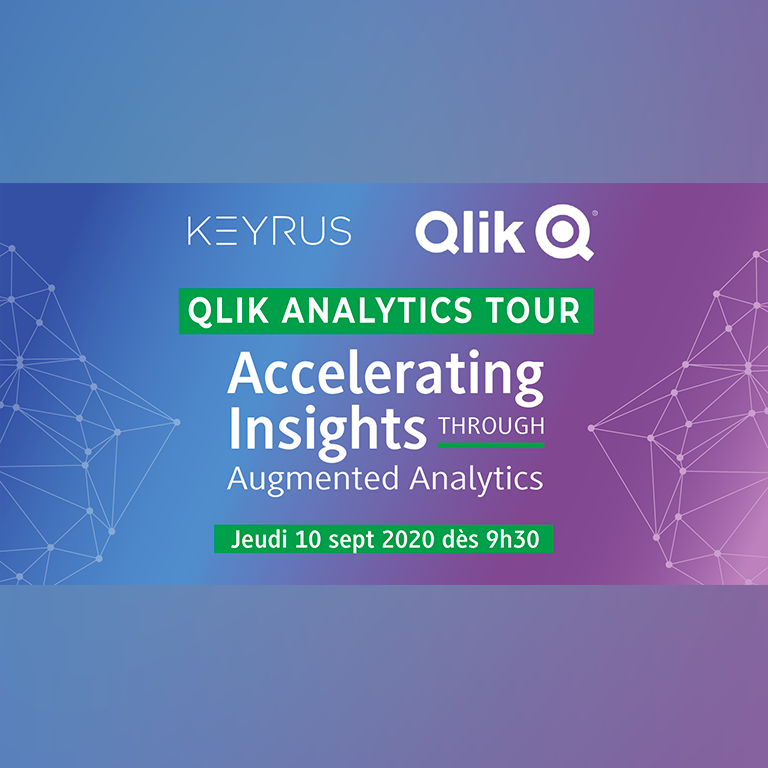 KEYRUS
Qlik Q®
QLIK ANALYTICS TOUR
Accelerating
Insights THROUGH
Augmented Analytics
Jeudi 10 sept 2020 dès 9h30